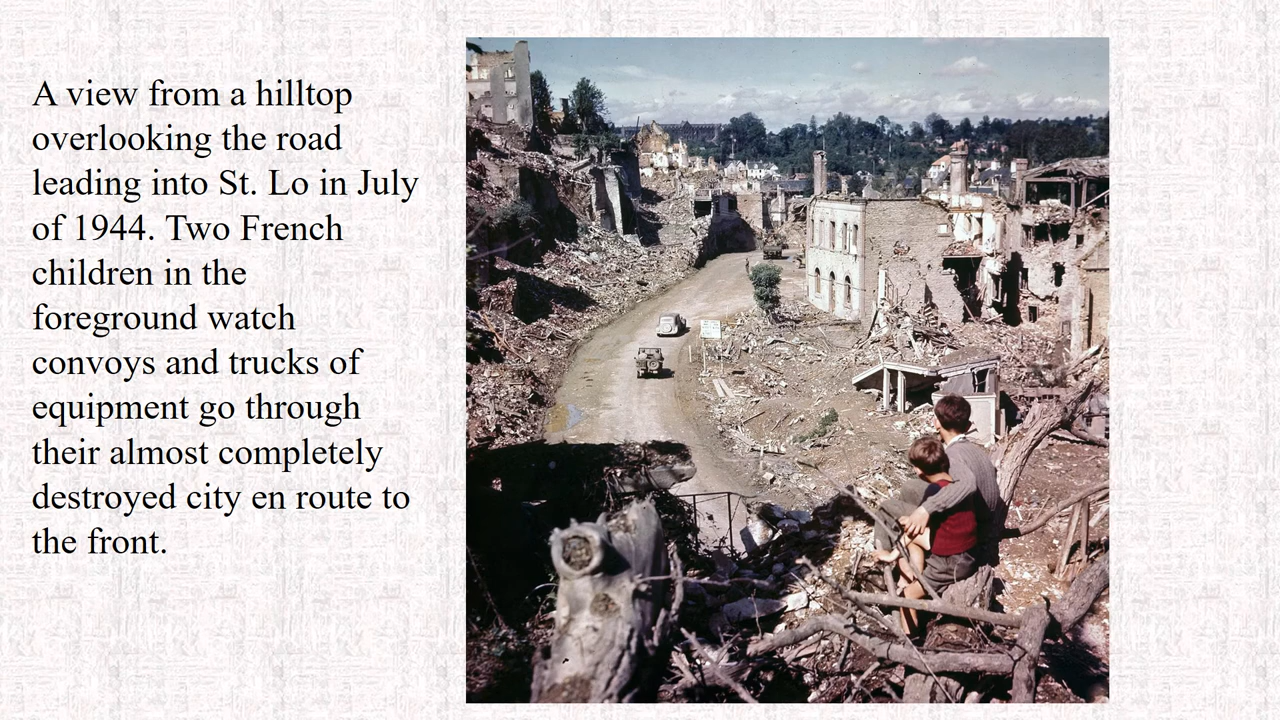 A view from a hilltop
overlooking the road
leading into St. Lo in July
of 1944. Two French
children in the
foreground watch
convoys and trucks of
equipment go through
their almost completely
destroyed city en route to
the front.